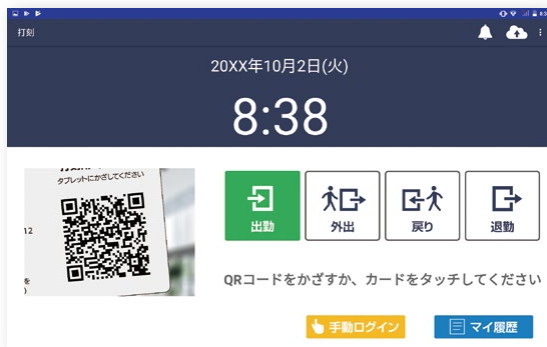 打刻
20XX年10月2日(火)
8:38
タブレットにかざしてください
12
を
出勤
外出
戻り
退勤
QRコードをかざすか、カードをタッチしてください
手動ログイン
マイ履歴